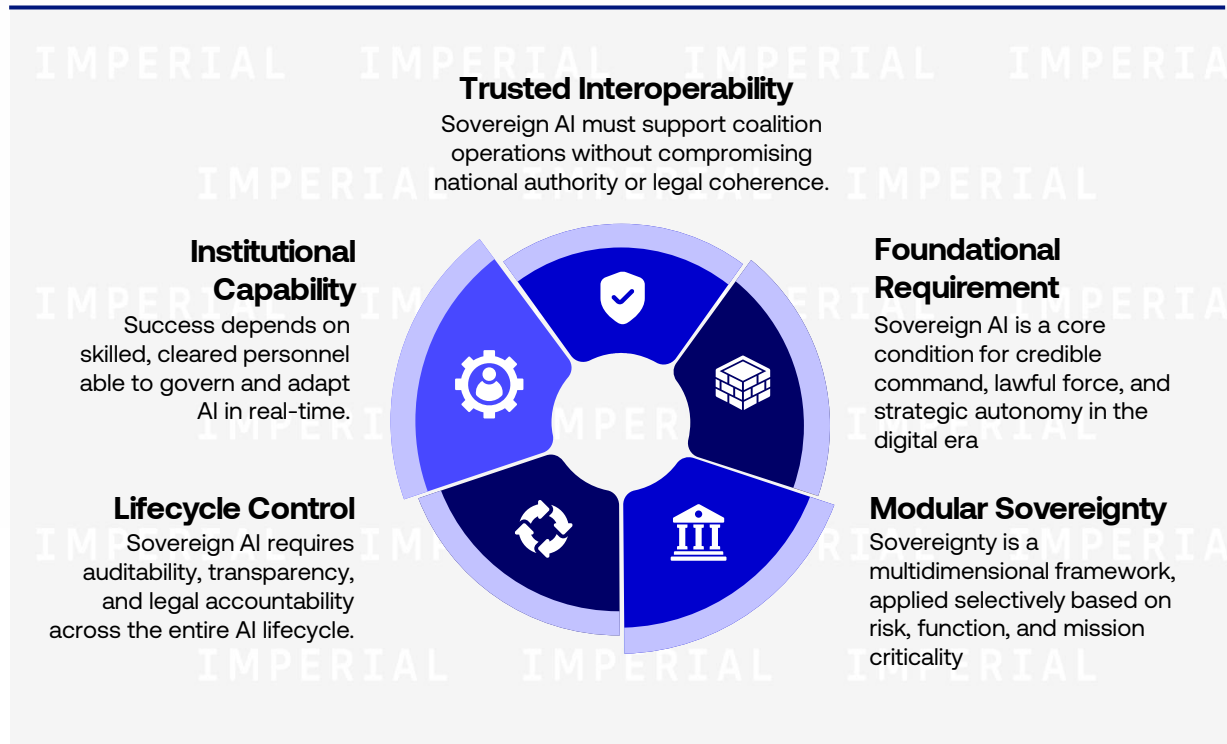 IMPERIAL IMPERIAL IMPERIAL IMPERIA
Trusted Interoperability
Sovereign AI must support coalition
operations without compromising
national authority or legal coherence.
IMPERIAL IMPERIAL IMPERIAL
Institutional
Capability
Success depends on
skilled, cleared personnel
able to govern and adapt
AI in real-time.
Foundational
Requirement
Sovereign AI is a core
condition for credible
command, lawful force, and
strategic autonomy in the
digital era
Lifecycle Control
Sovereign AI requires
auditability, transparency,
and legal accountability
across the entire AI lifecycle.
Modular Sovereignty
Sovereignty is a
multidimensional framework,
applied selectively based on
risk, function, and mission
criticality
IMPERIAL IMPERIAL IMPERIAL